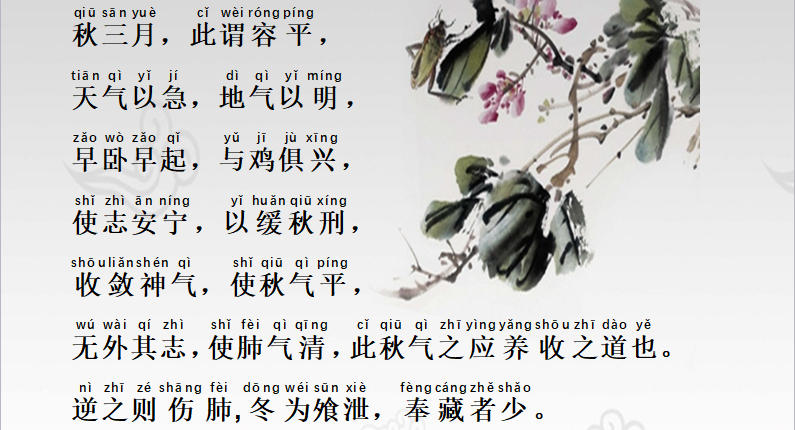 qiū sān yuè cǐ wèi róng píng
秋三月，此谓容平，
tiān qì yǐ jí dì qì yǐ míng
天气以急，地气以明，
zǎo wò zǎo qǐ yǔ jī jù xīng
早卧早起，与鸡俱兴，
shǐ zhì ān níng yǐ huǎn qiū xíng
使志安宁，以缓秋刑，
shōu liǎn shén qì shǐ qiū qì píng
收敛神气，使秋气平，
wú wài qí zhì shǐ fèi qì qīng cǐ qiū qì zhī yìng yǎng shōu zhī dào yě
无外其志，使肺气清，此秋气之应养收之道也。
nì zhī zé shāng fèi dōng wéi sūn xiè fèng cáng zhě shǎo
逆之则伤肺，冬为飧泄，奉藏者少。